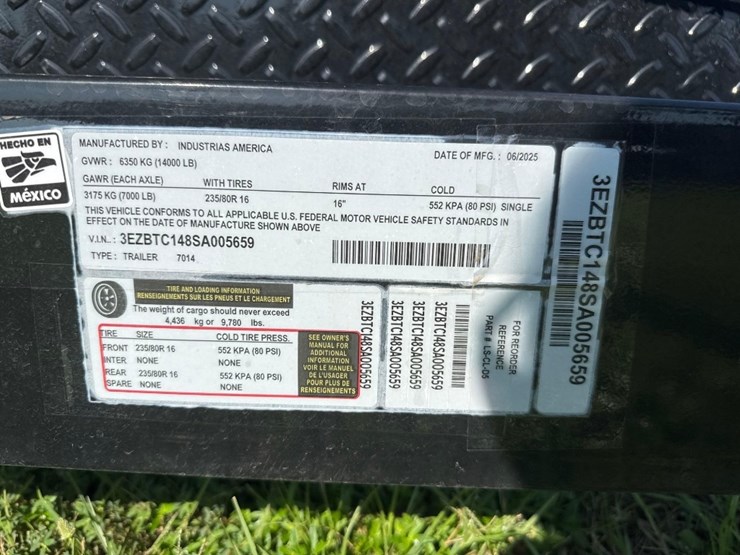 HECHO EN
MÉXICO
MANUFACTURED BY: INDUSTRIAS AMERICA
GVWR: 6350 KG (14000 LB)
DATE OF MFG.: 06/2025
GAWR (EACH AXLE) WITH TIRES RIMS AT COLD
3175 KG (7000 LB) 235/80R 16 16" 552 KPA (80 PSI) SINGLE
THIS VEHICLE CONFORMS TO ALL APPLICABLE U.S. FEDERAL MOTOR VEHICLE SAFETY STANDARDS IN
EFFECT ON THE DATE OF MANUFACTURE SHOWN ABOVE
V.I.N.: 3EZBTC148SA005659
TYPE: TRAILER 7014
TIRE AND LOADING INFORMATION
RENSEIGNEMENTS SUR LES PNEUS ET LE CHARGEMENT
The weight of cargo should never exceed
4,436 kg or 9,780 lbs.
TIRE SIZE COLD TIRE PRESS.
FRONT 235/80R 16 552 KPA (80 PSI)
INTER NONE NONE
REAR 235/80R 16 552 KPA (80 PSI)
SPARE NONE NONE
SEE OWNER'S
MANUAL FOR
ADDITIONAL
INFORMATION
VOIR LE MANUEL
DE L'USAGER
POUR PLUS DE
RENSEIGNEMENTS
3EZBTC148SA005659
3EZBTC148SA005659
3EZBTC148SA005659
3EZBTC148SA005659
FOR REORDER
REFERENCE
PART # LS-CL-05
3EZBTC148SA005659